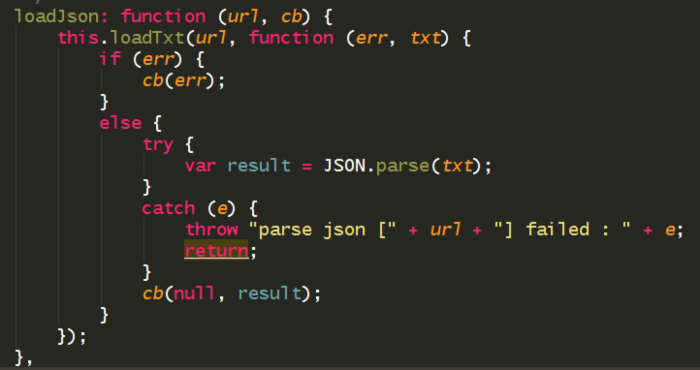 loadJson: function (url, cb) {
    this.loadTxt(url, function (err, txt) {
        if (err) {
            cb(err);
        }
        else {
            try {
                var result = JSON.parse(txt);
            }
            catch (e) {
                throw "parse json [" + url + "] failed : " + e;
                return;
            }
            cb(null, result);
        }
    });
},